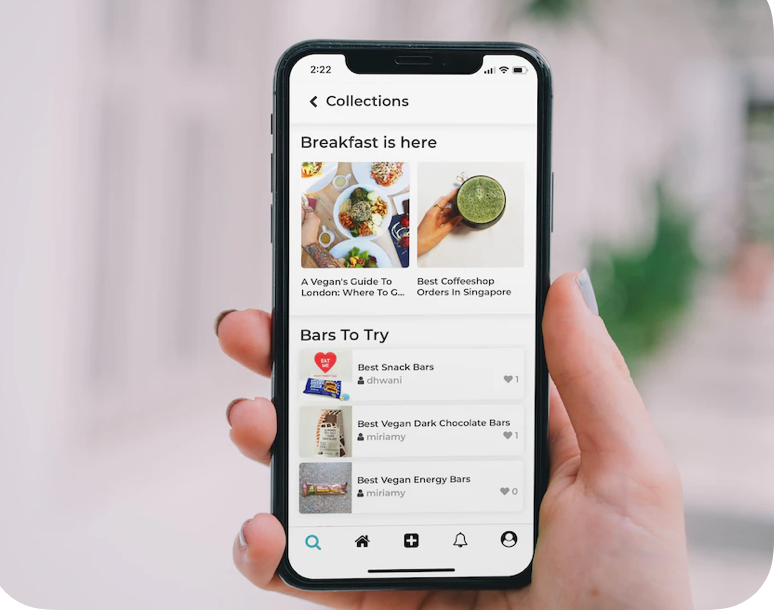 2:22
Collections
Breakfast is here
A Vegan's Guide To
London: Where To G...
Best Coffeeshop
Orders In Singapore
Bars To Try
EAT
ME
Best Snack Bars
dhwani
1
Best Vegan Dark Chocolate Bars
miriamy
1
Best Vegan Energy Bars
miriamy
0